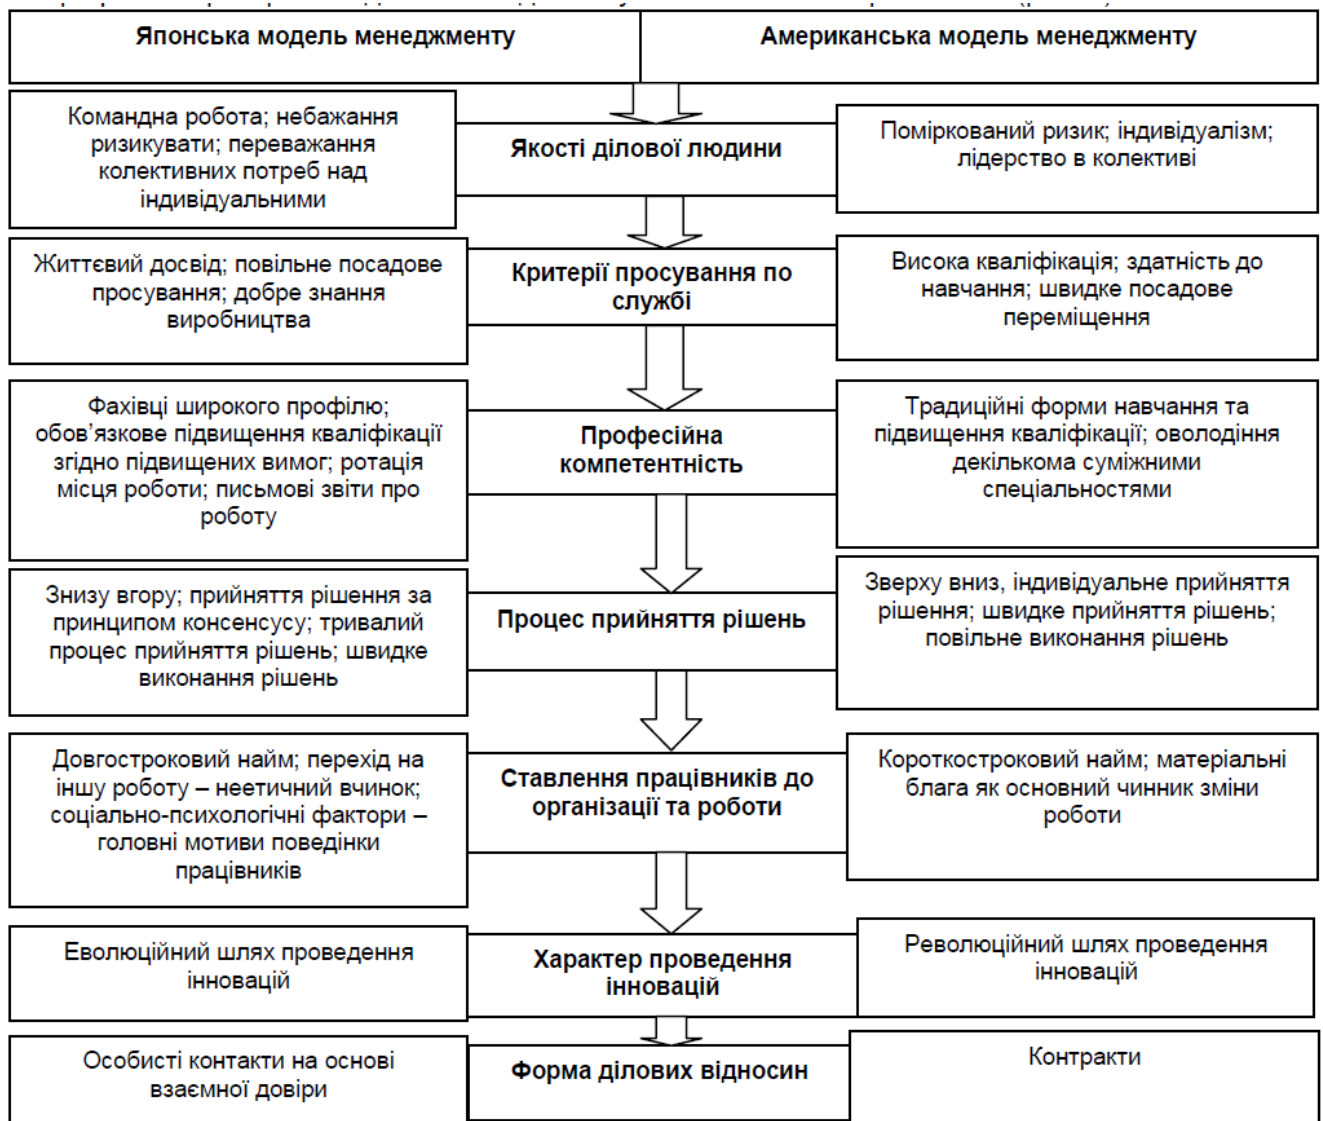 Японська модель менеджменту
Американська модель менеджменту
Командна робота; небажання
ризикувати; переважання
колективних потреб над
індивідуальними
Якості ділової людини
Поміркований ризик; індивідуалізм;
лідерство в колективі
Життєвий досвід; повільне посадове
просування; добре знання
виробництва
Критерії просування по
службі
Висока кваліфікація; здатність до
навчання; швидке посадове
переміщення
Фахівці широкого профілю;
обов’язкове підвищення кваліфікації
згідно підвищених вимог; ротація
місця роботи; письмові звіти про
роботу
Професійна
компетентність
Традиційні форми навчання та
підвищення кваліфікації; оволодіння
декількома суміжними
спеціальностями
Знизу вгору; прийняття рішення за
принципом консенсусу; тривалий
процес прийняття рішень; швидке
виконання рішень
Процес прийняття рішень
Зверху вниз, індивідуальне прийняття
рішення; швидке прийняття рішень;
повільне виконання рішень
Довгостроковий найм; перехід на
іншу роботу – неетичний вчинок;
соціально-психологічні фактори –
головні мотиви поведінки
працівників
Ставлення працівників до
організації та роботи
Короткостроковий найм; матеріальні
блага як основний чинник зміни
роботи
Еволюційний шлях проведення
інновацій
Характер проведення
інновацій
Революційний шлях проведення
інновацій
Особисті контакти на основі
взаємної довіри
Форма ділових відносин
Контракти